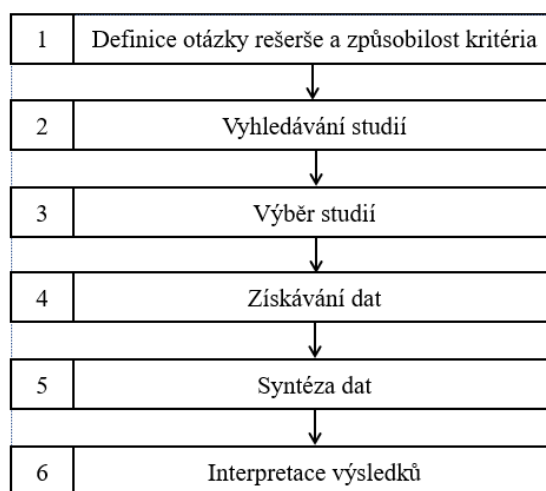 1 Definice otázky rešerše a způsobilost kritéria
2 Vyhledávání studií
3 Výběr studií
4 Získávání dat
5 Syntéza dat
6 Interpretace výsledků